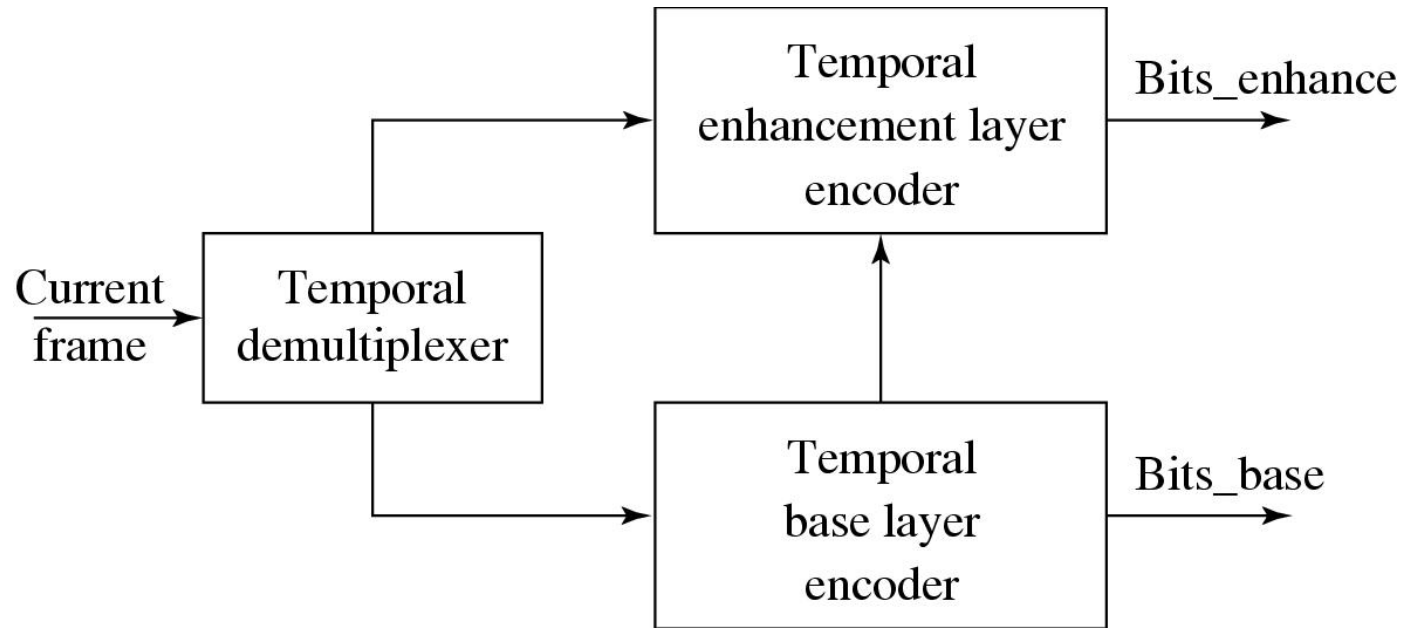 Current
frame
Temporal
demultiplexer
Temporal
enhancement layer
encoder
Bits_enhance
Temporal
base layer
encoder
Bits_base